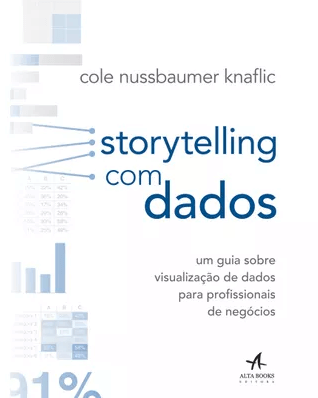 cole nussbaumer knaflic
storytelling
com
dados
um guia sobre
visualização de dados
para profissionais
de negócios
ALTA BOOKS
EDITORA
91%